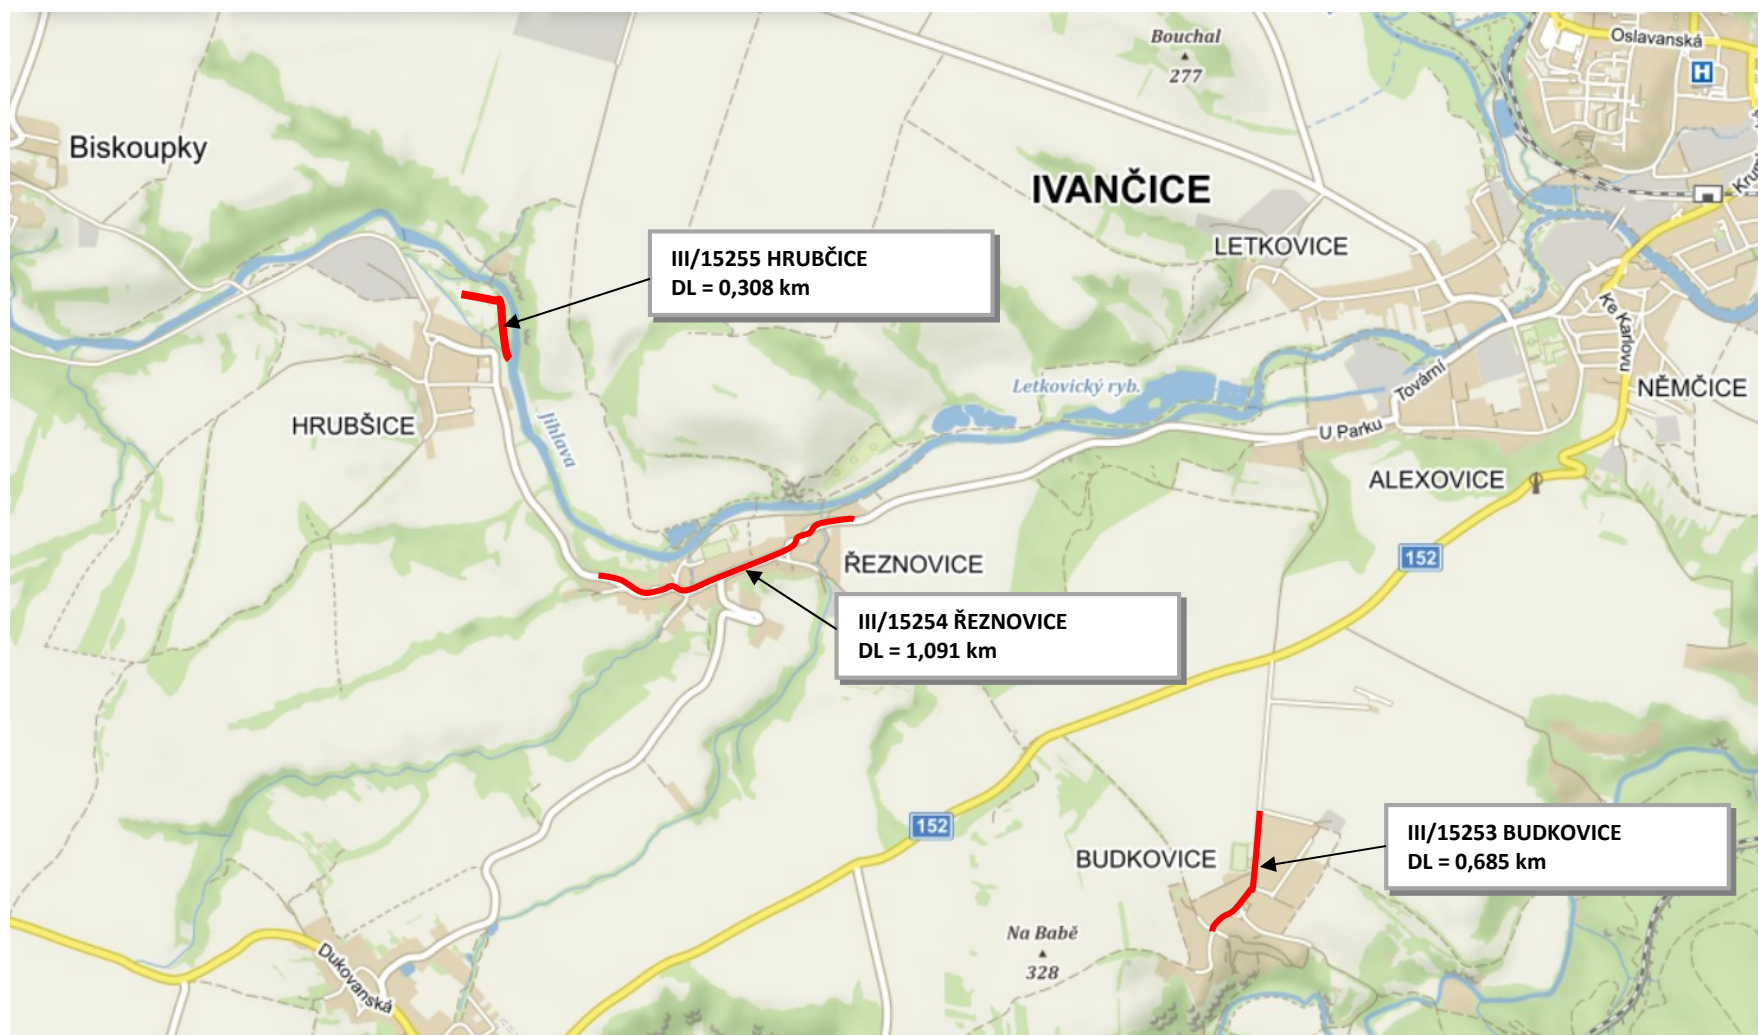 Bouchal
277
Oslavanská
H
Biskoupky
IVANČICE
LETKOVICE
III/15255 HRUBČICE
DL = 0,308 km
Ke Karlovu
Letkovický ryb.
Tovární
NĚMČICE
HRUBŠICE
Jihlava
U Parku
ALEXOVICE
152
ŘEZNOVICE
III/15254 ŘEZNOVICE
DL = 1,091 km
152
III/15253 BUDKOVICE
DL = 0,685 km
BUDKOVICE
Na Babě
328
Dukovanská